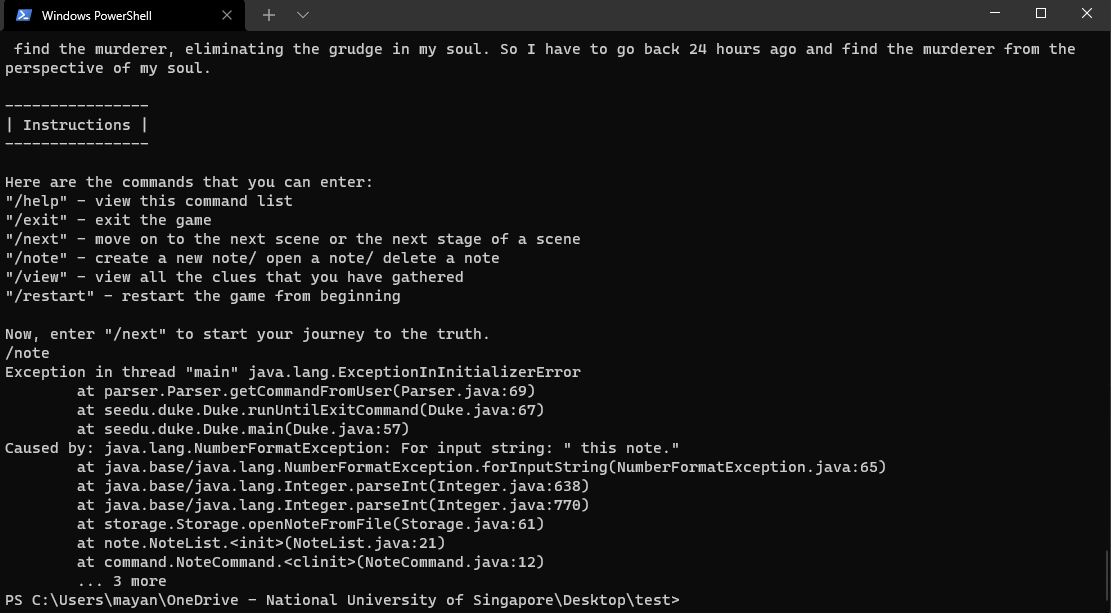 Windows PowerShell
find the murderer, eliminating the grudge in my soul. So I have to go back 24 hours ago and find the murderer from the
perspective of my soul.
----------------
| Instructions |
----------------
Here are the commands that you can enter:
"/help" - view this command list
"/exit" - exit the game
"/next" - move on to the next scene or the next stage of a scene
"/note" - create a new note/ open a note/ delete a note
"/view" - view all the clues that you have gathered
"/restart" - restart the game from beginning
Now, enter "/next" to start your journey to the truth.
/note
Exception in thread "main" java.lang.ExceptionInInitializerError
        at parser.Parser.getCommandFromUser(Parser.java:69)
        at seedu.duke.Duke.runUntilExitCommand(Duke.java:67)
        at seedu.duke.Duke.main(Duke.java:57)
Caused by: java.lang.NumberFormatException: For input string: " this note."
        at java.base/java.lang.NumberFormatException.forInputString(NumberFormatException.java:65)
        at java.base/java.lang.Integer.parseInt(Integer.java:638)
        at java.base/java.lang.Integer.parseInt(Integer.java:770)
        at storage.Storage.openNoteFromFile(Storage.java:61)
        at note.NoteList.<init>(NoteList.java:21)
        at command.NoteCommand.<clinit>(NoteCommand.java:12)
        ... 3 more
PS C:\Users\mayan\OneDrive - National University of Singapore\Desktop\test>